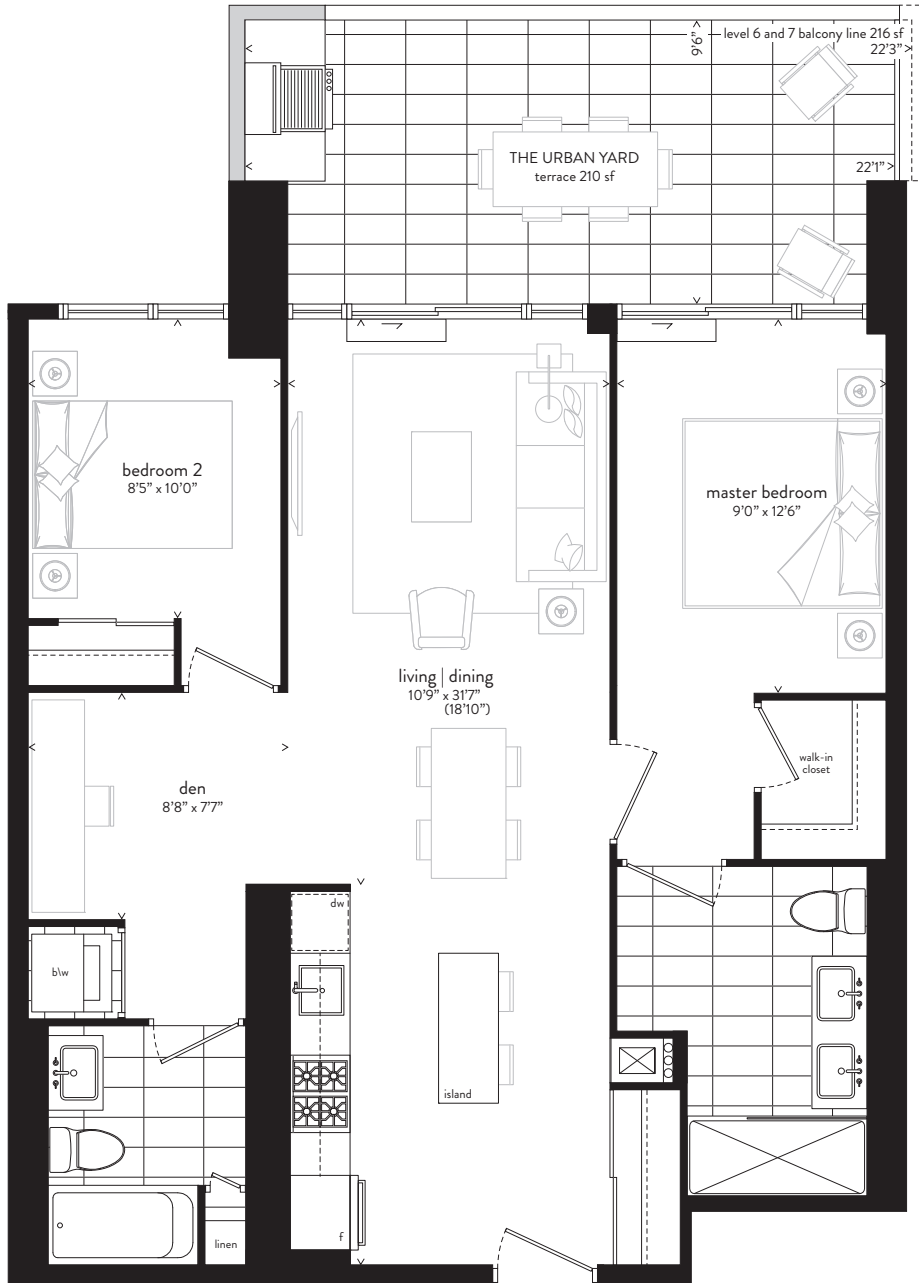 level 6 and 7 balcony line 216 sf
22'3"
9'6"
THE URBAN YARD
terrace 210 sf
22'1"
bedroom 2
8'5" x 10'0"
master bedroom
9'0" x 12'6"
living | dining
10'9" x 31'7"
(18'10")
walk-in
closet
den
8'8" x 7'7"
dw
b\w
island
f
linen